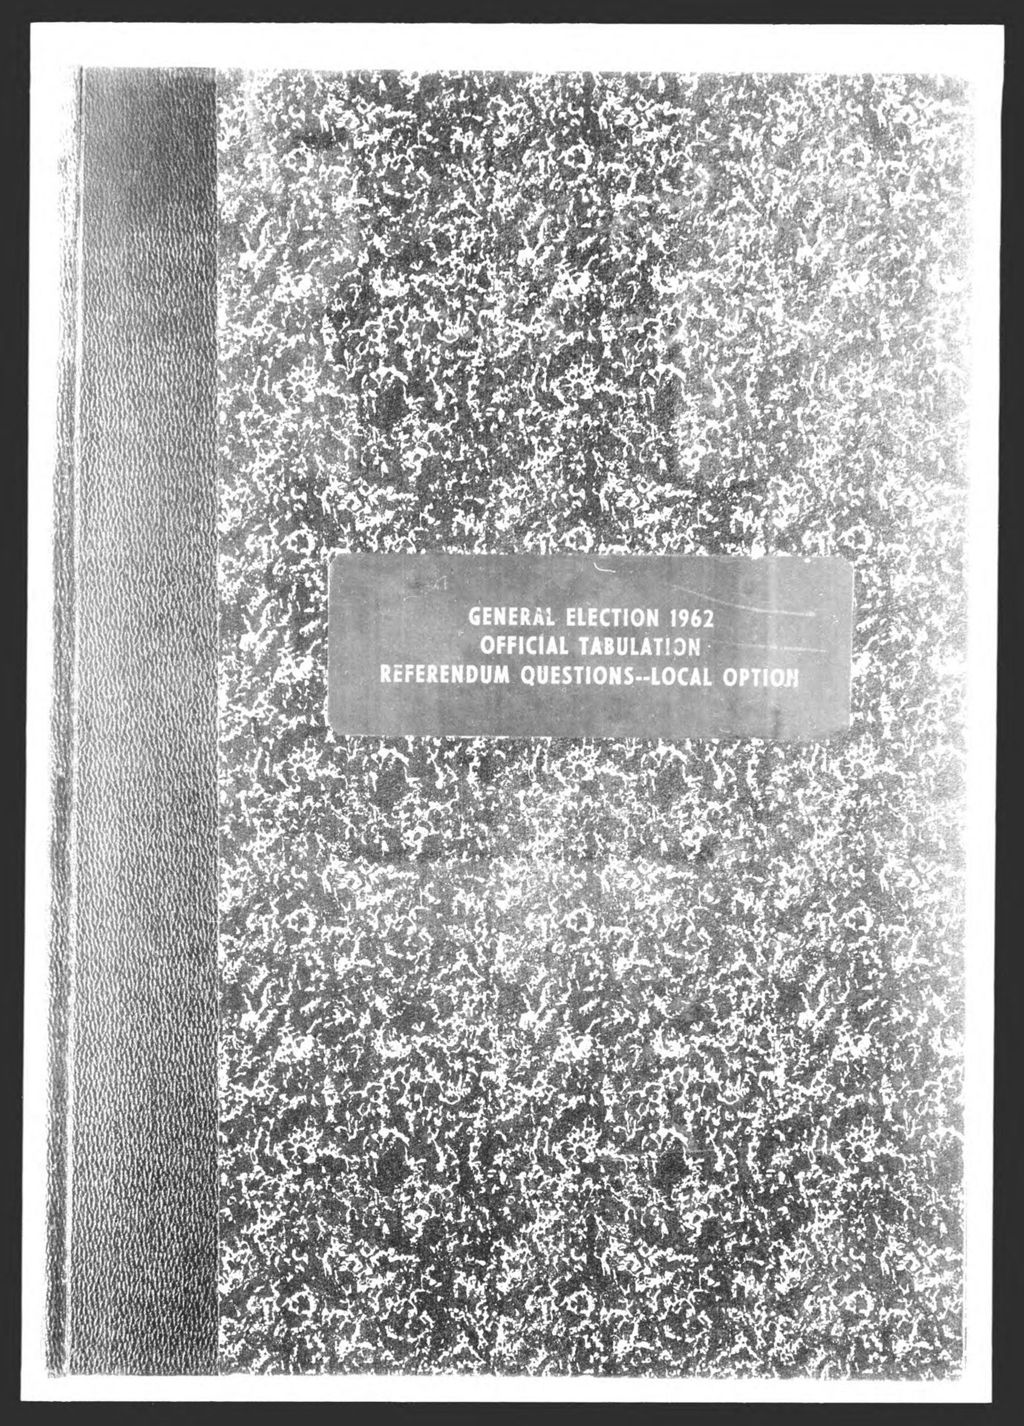 GENERAL ELECTION 1962
OFFICIAL TABULATION
REFERENDUM QUESTIONS--LOCAL OPTION